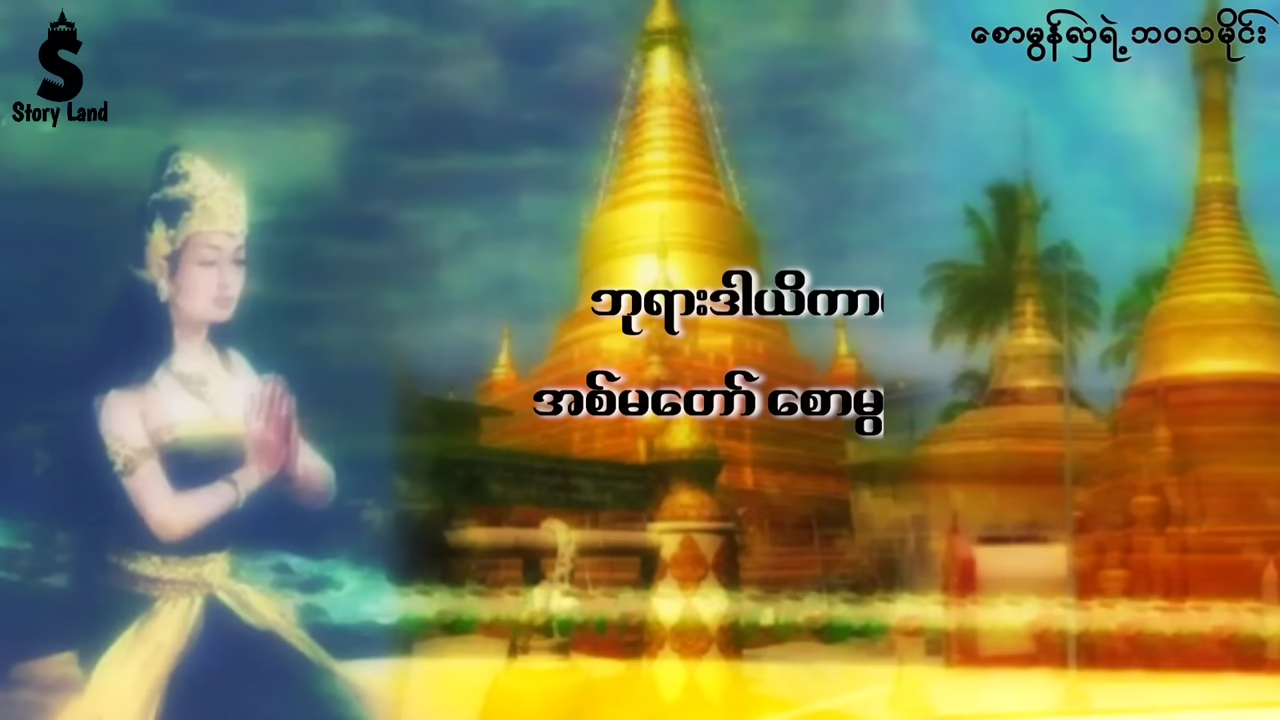 စောမွန်လှရဲ့ဘဝသမိုင်း
S
Story Land
ဘုရားဒါယိကာ
အစ်မတော် စောမွ